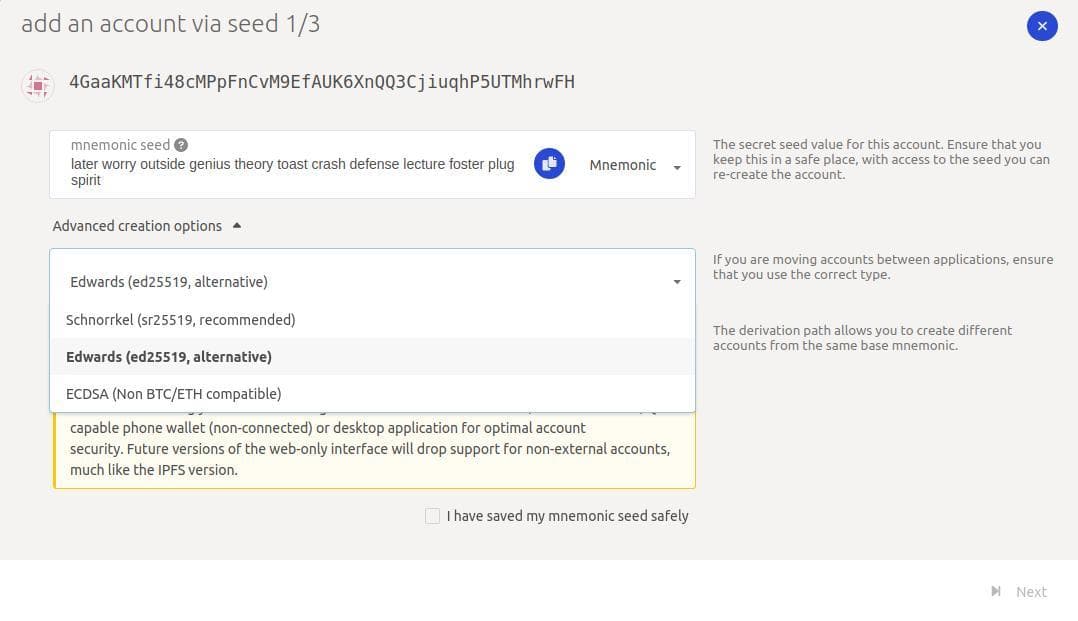 add an account via seed 1/3
4GaaKMTfi48cMPpFnCvM9EfAUK6XnQQ3CjiuqhP5UTMhrwFH
mnemonic seed ?
later worry outside genius theory toast crash defense lecture foster plug
spirit
Mnemonic
The secret seed value for this account. Ensure that you
keep this in a safe place, with access to the seed you can
re-create the account.
Advanced creation options
Edwards (ed25519, alternative)
If you are moving accounts between applications, ensure
that you use the correct type.
Schnorrkel (sr25519, recommended)
Edwards (ed25519, alternative)
ECDSA (Non BTC/ETH compatible)
The derivation path allows you to create different
accounts from the same base mnemonic.
capable phone wallet (non-connected) or desktop application for optimal account
security. Future versions of the web-only interface will drop support for non-external accounts,
much like the IPFS version.
I have saved my mnemonic seed safely
Next